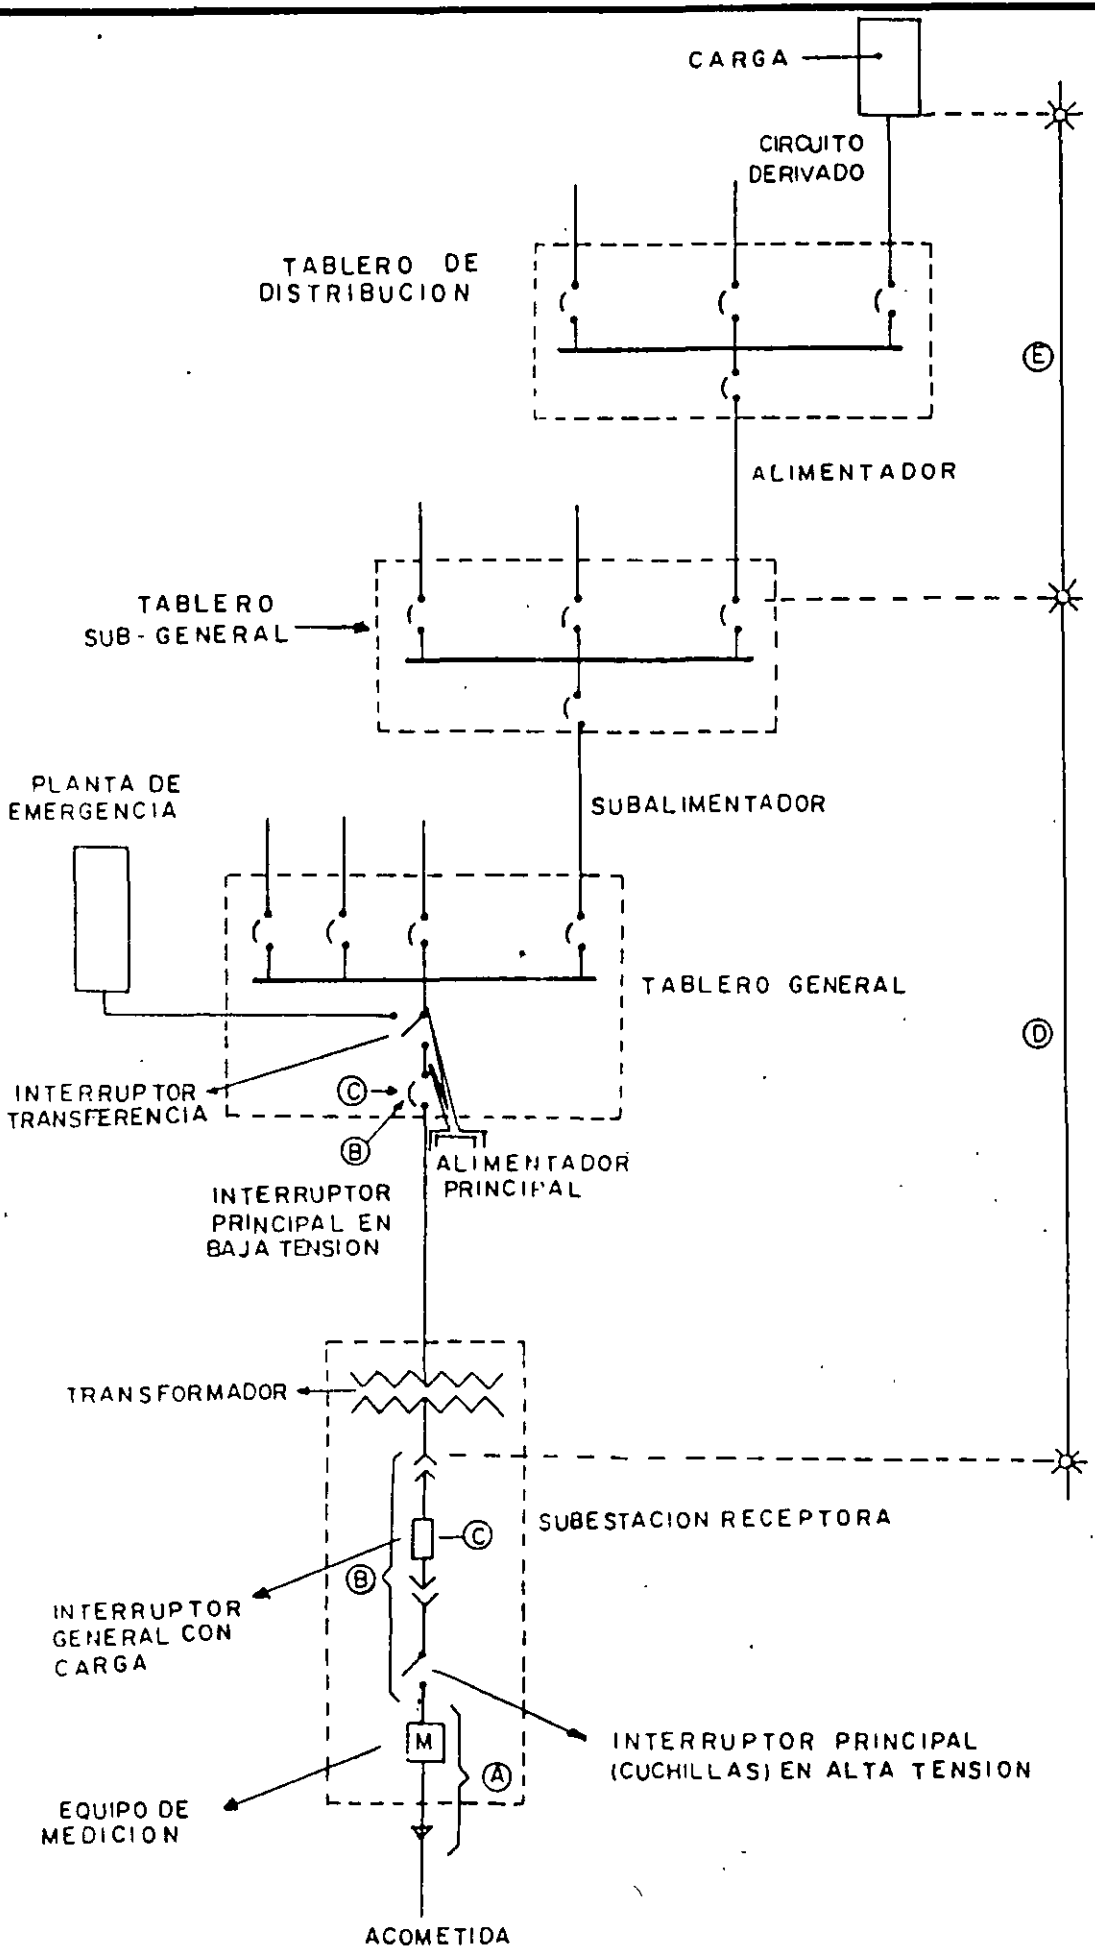 CARGA
CIRCUITO
DERIVADO
TABLERO DE
DISTRIBUCION
E
ALIMENTADOR
TABLERO
SUB-GENERAL
PLANTA DE
EMERGENCIA
SUBALIMENTADOR
TABLERO GENERAL
D
INTERRUPTOR
TRANSFERENCIA
C
B
ALIMENTADOR
PRINCIPAL
INTERRUPTOR
PRINCIPAL EN
BAJA TENSION
TRANSFORMADOR
SUBESTACION RECEPTORA
C
B
INTERRUPTOR
GENERAL CON
CARGA
M
A
INTERRUPTOR PRINCIPAL
(CUCHILLAS) EN ALTA TENSION
EQUIPO DE
MEDICION
ACOMETIDA